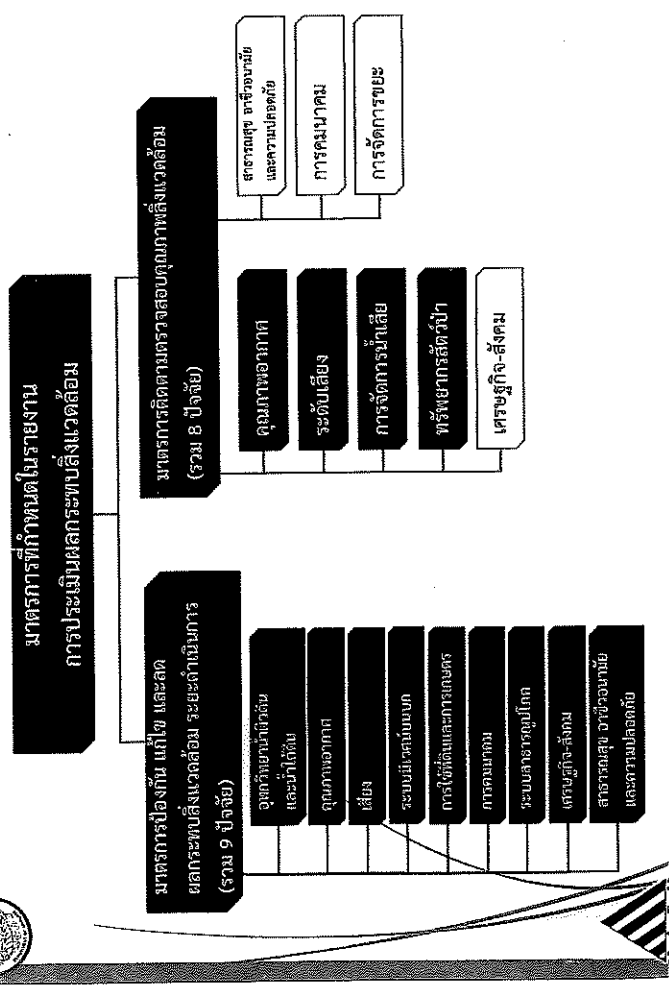 มาตรการที่กำหนดในรายงาน
การประเมินผลกระทบสิ่งแวดล้อม
มาตรการป้องกัน แก้ไข และลด
ผลกระทบสิ่งแวดล้อม ระยะดำเนินการ
(รวม 9 ปัจจัย)
อุทกวิทยาน้ำผิวดิน
และน้ำใต้ดิน
คุณภาพอากาศ
เสียง
ระบบนิเวศน์บนบก
การใช้ที่ดินและการเกษตร
การคมนาคม
ระบบสาธารณูปโภค
เศรษฐกิจ-สังคม
สาธารณสุข อาชีวอนามัย
และความปลอดภัย
มาตรการติดตามตรวจสอบคุณภาพสิ่งแวดล้อม
(รวม 8 ปัจจัย)
คุณภาพอากาศ
ระดับเสียง
การจัดการน้ำเสีย
ทรัพยากรสัตว์ป่า
เศรษฐกิจ-สังคม
สาธารณสุข อาชีวอนามัย
และความปลอดภัย
การคมนาคม
การจัดการขยะ